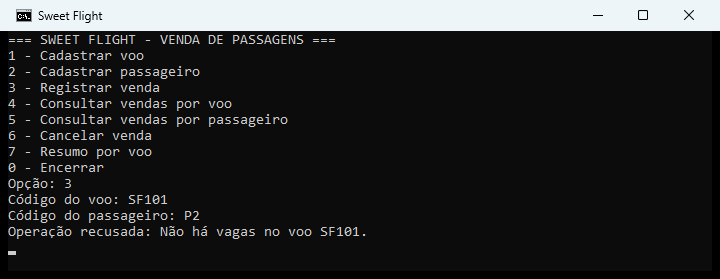 Sweet Flight
=== SWEET FLIGHT - VENDA DE PASSAGENS ===
1 - Cadastrar voo
2 - Cadastrar passageiro
3 - Registrar venda
4 - Consultar vendas por voo
5 - Consultar vendas por passageiro
6 - Cancelar venda
7 - Resumo por voo
0 - Encerrar
Opção: 3
Código do voo: SF101
Código do passageiro: P2
Operação recusada: Não há vagas no voo SF101.